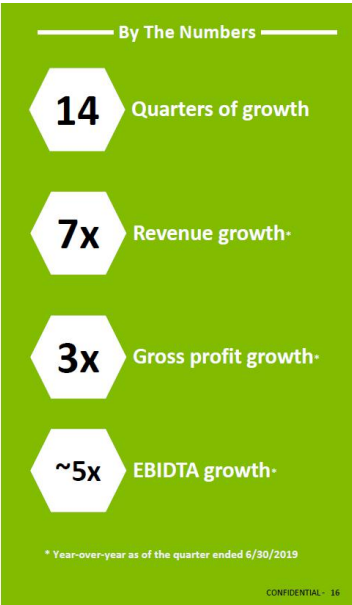 By The Numbers
14 Quarters of growth
7x Revenue growth*
3x Gross profit growth*
~5x EBIDTA growth*
* Year-over-year as of the quarter ended 6/30/2019
CONFIDENTIAL - 16